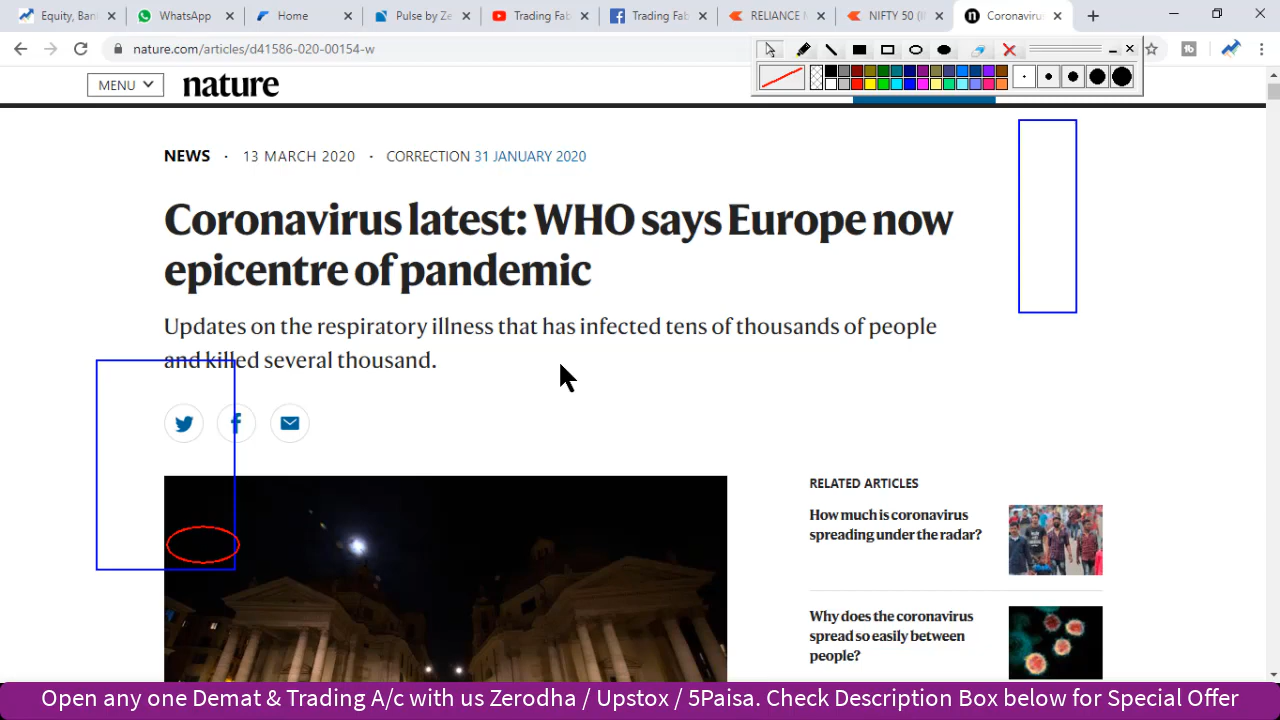 Equity, Ban
WhatsApp
Home
Pulse by Ze
Trading Fab
Trading Fab
RELIANCE
NIFTY 50 (I
Coronavirus
nature.com/articles/d41586-020-00154-w
MENU
nature
NEWS · 13 MARCH 2020 · CORRECTION 31 JANUARY 2020
Coronavirus latest: WHO says Europe now
epicentre of pandemic
Updates on the respiratory illness that has infected tens of thousands of people
and killed several thousand.
RELATED ARTICLES
How much is coronavirus
spreading under the radar?
Why does the coronavirus
spread so easily between
people?
Open any one Demat & Trading A/c with us Zerodha / Upstox / 5Paisa. Check Description Box below for Special Offer